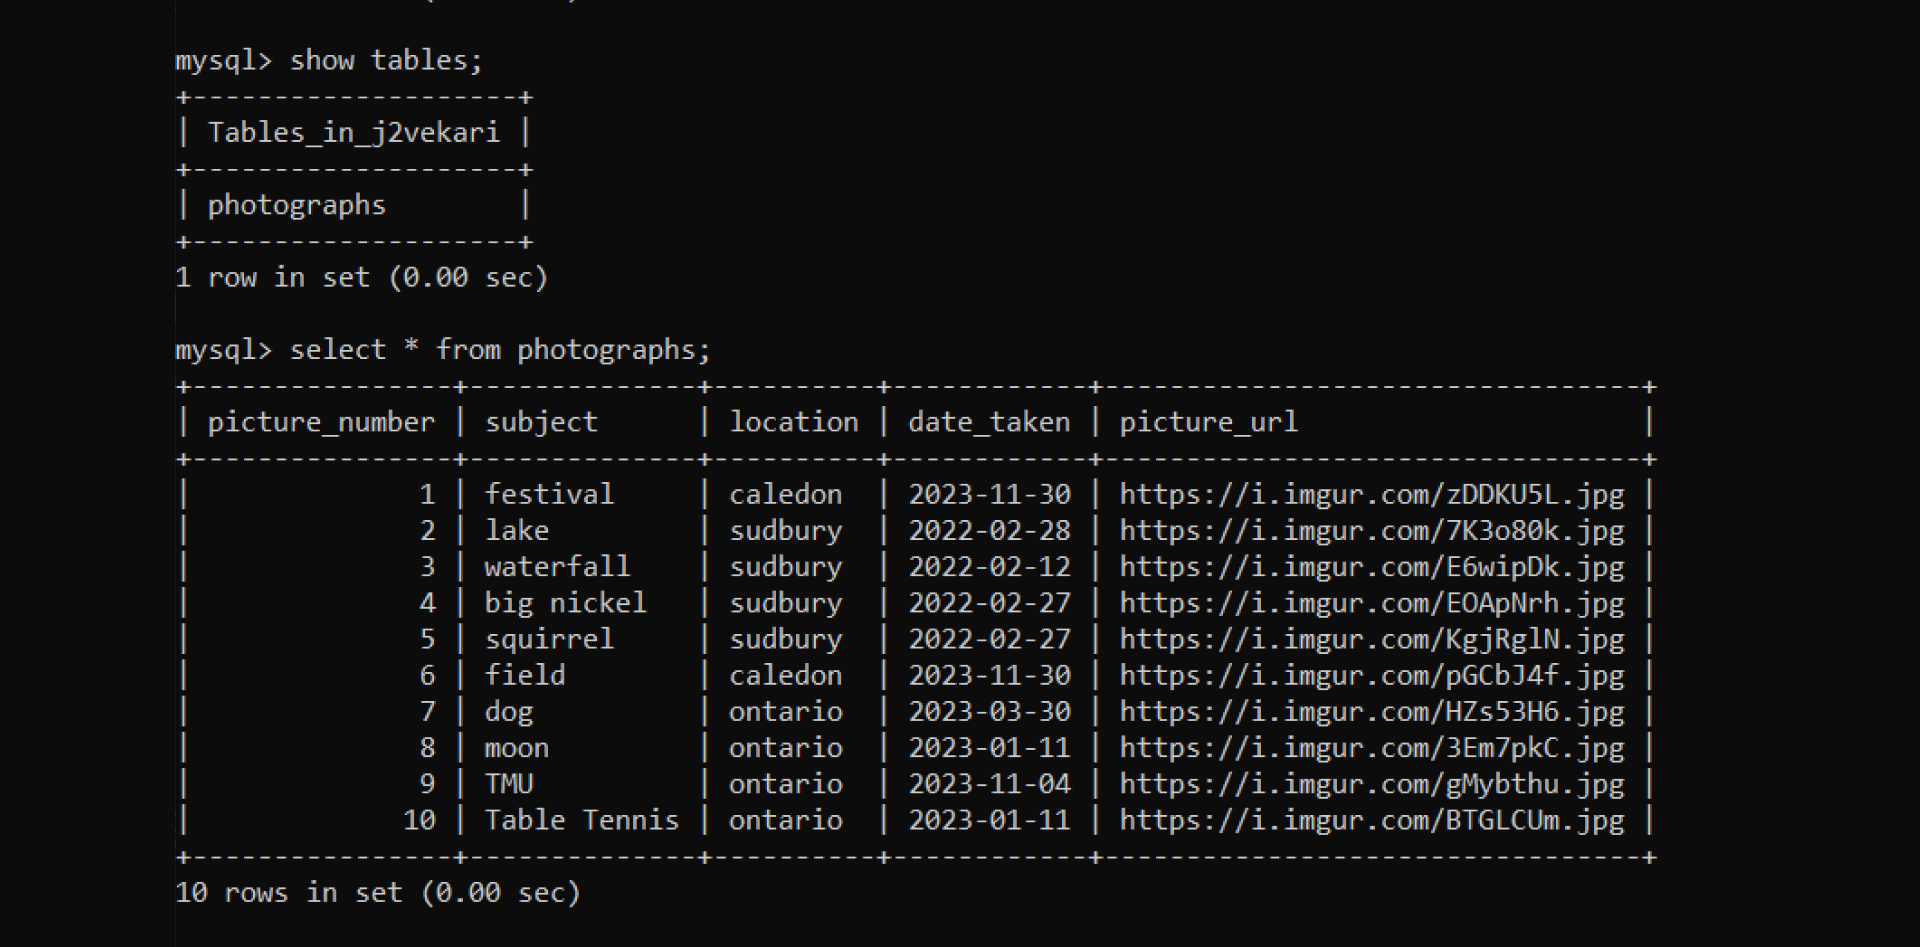 mysql> show tables;
+--------------------+
| Tables_in_j2vekari |
+--------------------+
| photographs        |
+--------------------+
1 row in set (0.00 sec)

mysql> select * from photographs;
+----------------+--------------+----------+------------+---------------------------------+
| picture_number | subject      | location | date_taken | picture_url                     |
+----------------+--------------+----------+------------+---------------------------------+
|              1 | festival     | caledon  | 2023-11-30 | https://i.imgur.com/zDDKU5L.jpg |
|              2 | lake         | sudbury  | 2022-02-28 | https://i.imgur.com/7K3o80k.jpg |
|              3 | waterfall    | sudbury  | 2022-02-12 | https://i.imgur.com/E6wipDk.jpg |
|              4 | big nickel   | sudbury  | 2022-02-27 | https://i.imgur.com/EOApNrh.jpg |
|              5 | squirrel     | sudbury  | 2022-02-27 | https://i.imgur.com/KgjRglN.jpg |
|              6 | field        | caledon  | 2023-11-30 | https://i.imgur.com/pGCbJ4f.jpg |
|              7 | dog          | ontario  | 2023-03-30 | https://i.imgur.com/HZs53H6.jpg |
|              8 | moon         | ontario  | 2023-01-11 | https://i.imgur.com/3Em7pkC.jpg |
|              9 | TMU          | ontario  | 2023-11-04 | https://i.imgur.com/gMybthu.jpg |
|             10 | Table Tennis | ontario  | 2023-01-11 | https://i.imgur.com/BTGLCUm.jpg |
+----------------+--------------+----------+------------+---------------------------------+
10 rows in set (0.00 sec)